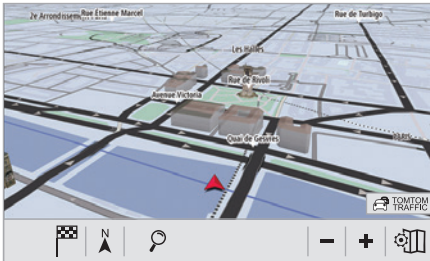 2e Arrondissem
Rue Étienne Marcel
Rue de Turbigo
Les Halles
Rue de Rivoli
Avenue Victoria
Quai de Gesvres
TOMTOM
TRAFFIC
N